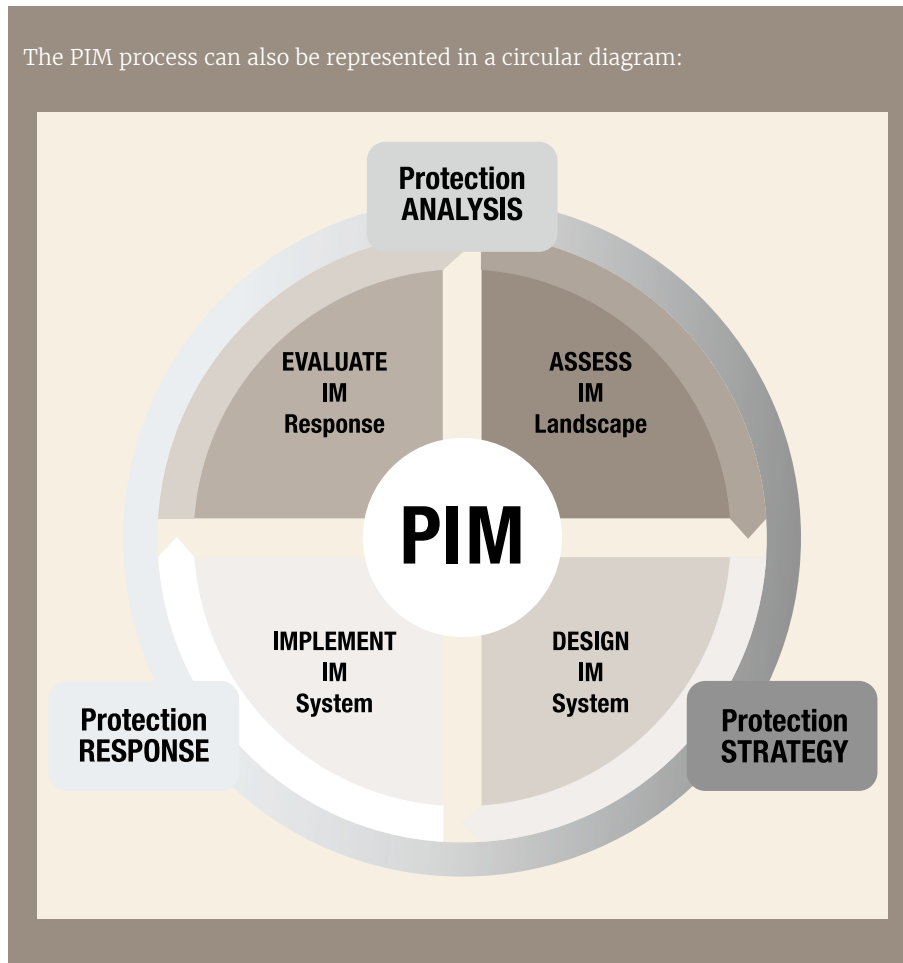 The PIM process can also be represented in a circular diagram:
Protection
ANALYSIS
EVALUATE
IM
Response
ASSESS
IM
Landscape
PIM
IMPLEMENT
IM
System
DESIGN
IM
System
Protection
RESPONSE
Protection
STRATEGY